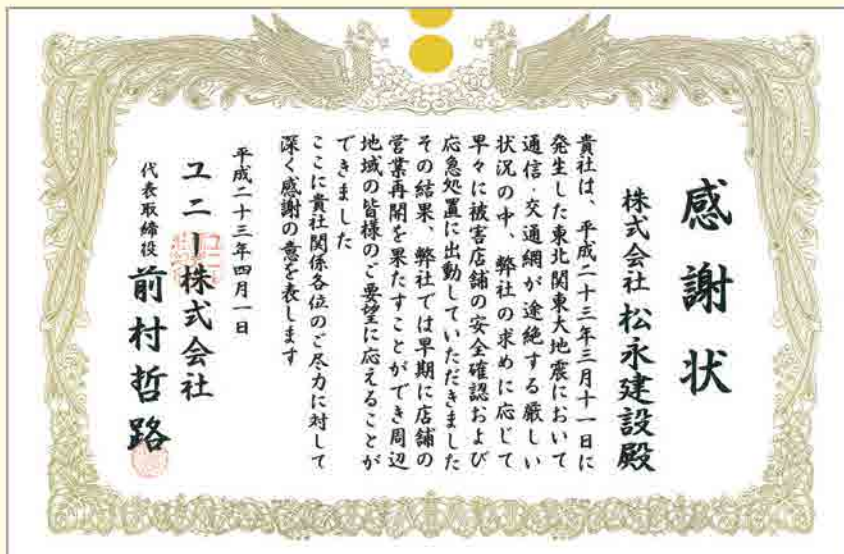 感謝状
株式会社 松永建設殿
貴社は、平成二十三年三月十一日に
発生した東北関東大地震において
通信・交通網が途絶する厳しい
状況の中、弊社の求めに応じて
早々に被害店舗の安全確認および
応急処置に出動していただきました
その結果、弊社では早期に店舗の
営業再開を果たすことができ周辺
地域の皆様のご要望に応えることが
できました
ここに貴社関係各位のご尽力に対して
深く感謝の意を表します
平成二十三年四月一日
ユニー株式会社
代表取締役 前村哲路